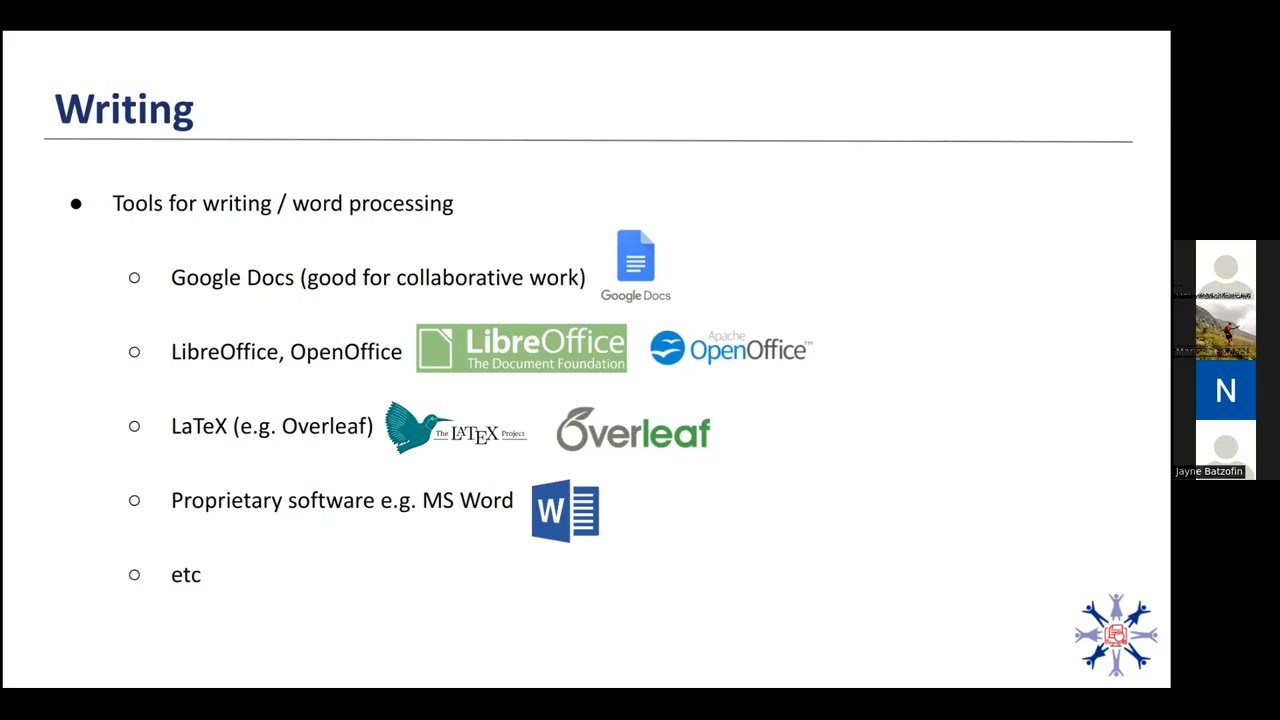 Writing
● Tools for writing / word processing
○ Google Docs (good for collaborative work)
Google Docs
○ LibreOffice, OpenOffice
LibreOffice
The Document Foundation
Apache
OpenOffice™
○ LaTeX (e.g. Overleaf)
The LATEX Project
Overleaf
○ Proprietary software e.g. MS Word
W
○ etc
N
Jayne Batzofin